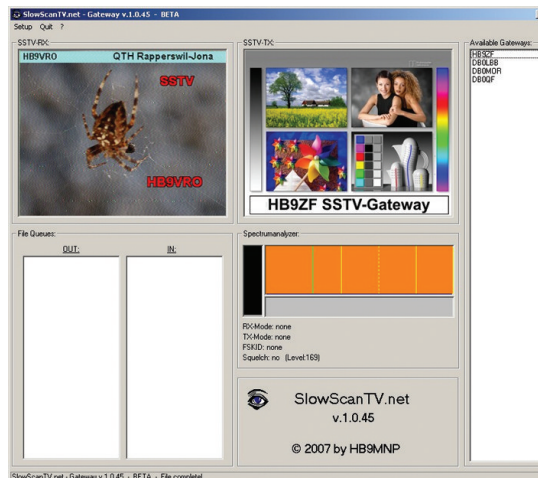 SlowScanTV.net - Gateway v.1.0.45 - BETA
Setup Quit ?
SSTV-RX:
HB9VRO QTH Rapperswil-Jona
SSTV
HB9VRO
SSTV-TX:
HB9ZF SSTV-Gateway
Available Gateways:
HB9ZF
DB0LBB
DB0MOR
DB0QF
File Queues:
OUT: IN:
Spectrumanalyzer:
RX-Mode: none
TX-Mode: none
FSKID: none
Squelch: no (Level:169)
SlowScanTV.net
v.1.0.45
© 2007 by HB9MNP
SlowScanTV.net - Gateway v.1.0.45 - BETA - File complete!